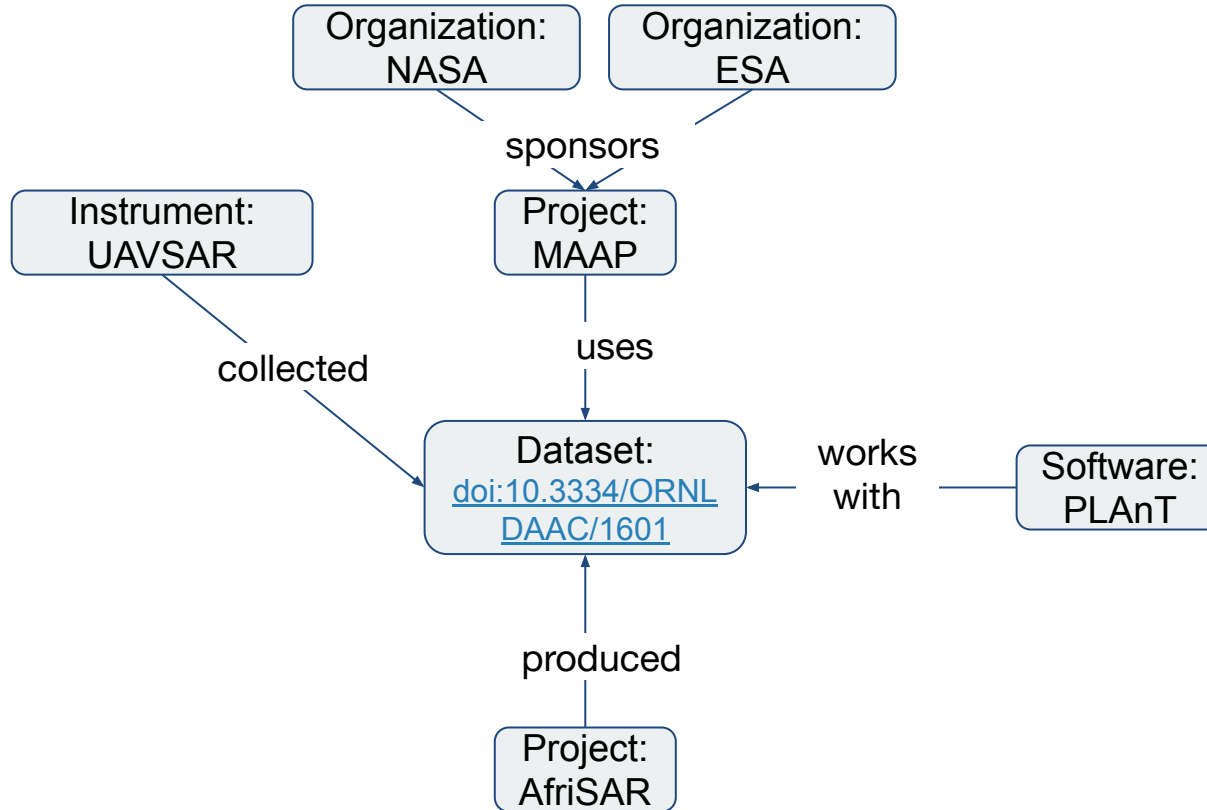 Organization:
NASA
Organization:
ESA
sponsors
Instrument:
UAVSAR
Project:
MAAP
collected
uses
Dataset:
doi:10.3334/ORNL
DAAC/1601
works
with
Software:
PLAnT
produced
Project:
AfriSAR